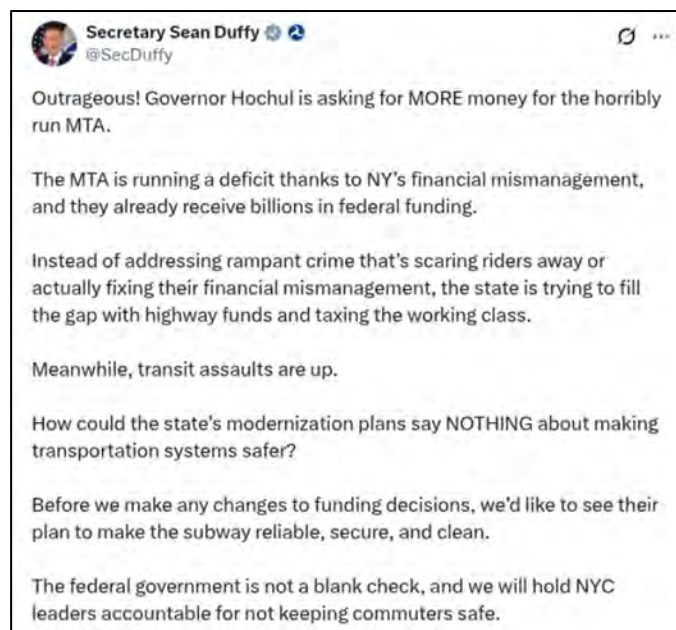 Secretary Sean Duffy
@SecDuffy
Outrageous! Governor Hochul is asking for MORE money for the horribly
run MTA.
The MTA is running a deficit thanks to NY's financial mismanagement,
and they already receive billions in federal funding.
Instead of addressing rampant crime that's scaring riders away or
actually fixing their financial mismanagement, the state is trying to fill
the gap with highway funds and taxing the working class.
Meanwhile, transit assaults are up.
How could the state's modernization plans say NOTHING about making
transportation systems safer?
Before we make any changes to funding decisions, we'd like to see their
plan to make the subway reliable, secure, and clean.
The federal government is not a blank check, and we will hold NYC
leaders accountable for not keeping commuters safe.